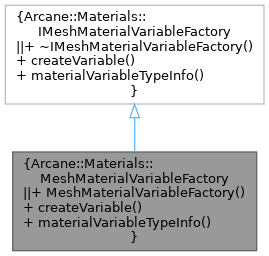 {Arcane::Materials::
IMeshMaterialVariableFactory
||+ ~IMeshMaterialVariableFactory()
+ createVariable()
+ materialVariableTypeInfo()
}
{Arcane::Materials::
MeshMaterialVariableFactory
||+ MeshMaterialVariableFactory()
+ createVariable()
+ materialVariableTypeInfo()
}